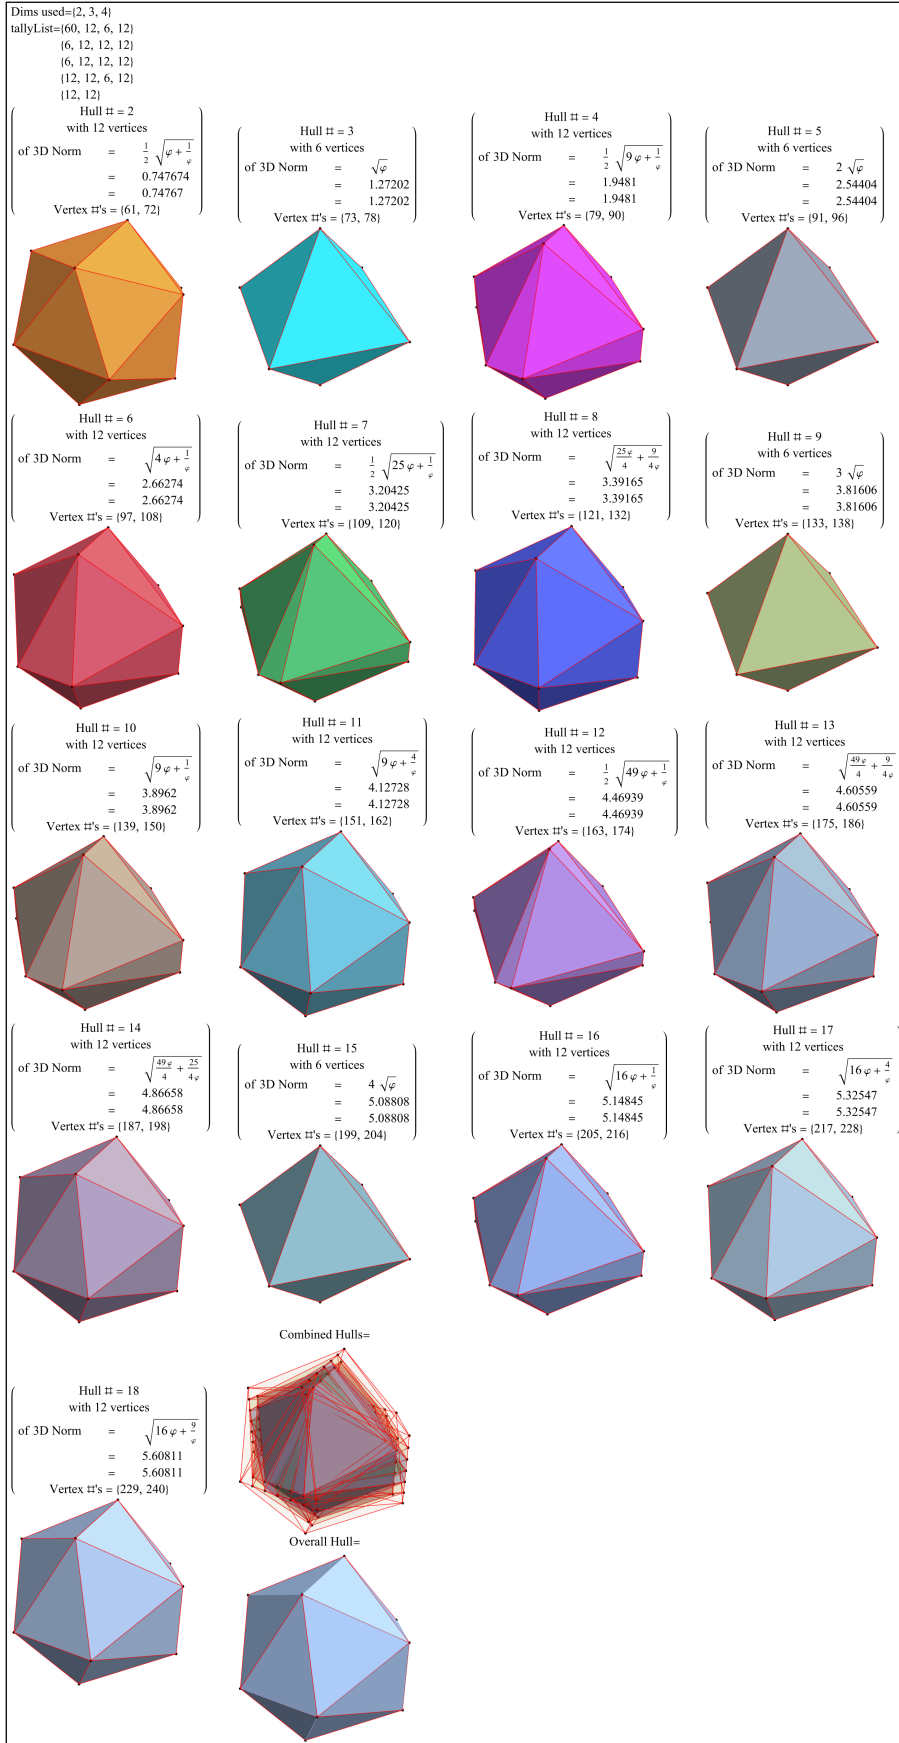 Dims used={2, 3, 4}
tallyList={60, 12, 6, 12}
{6, 12, 12, 12}
{6, 12, 12, 12}
{12, 12, 6, 12}
{12, 12}
Hull ♯ = 2
with 12 vertices
of 3D Norm = 1/2 √(φ + 1/φ)
= 0.747674
= 0.74767
Vertex ♯'s = {61, 72}
Hull ♯ = 3
with 6 vertices
of 3D Norm = √φ
= 1.27202
= 1.27202
Vertex ♯'s = {73, 78}
Hull ♯ = 4
with 12 vertices
of 3D Norm = 1/2 √(9 φ + 1/φ)
= 1.9481
= 1.9481
Vertex ♯'s = {79, 90}
Hull ♯ = 5
with 6 vertices
of 3D Norm = 2 √φ
= 2.54404
= 2.54404
Vertex ♯'s = {91, 96}
Hull ♯ = 6
with 12 vertices
of 3D Norm = √(4 φ + 1/φ)
= 2.66274
= 2.66274
Vertex ♯'s = {97, 108}
Hull ♯ = 7
with 12 vertices
of 3D Norm = 1/2 √(25 φ + 1/φ)
= 3.20425
= 3.20425
Vertex ♯'s = {109, 120}
Hull ♯ = 8
with 12 vertices
of 3D Norm = √(25 φ/4 + 9/4 φ)
= 3.39165
= 3.39165
Vertex ♯'s = {121, 132}
Hull ♯ = 9
with 6 vertices
of 3D Norm = 3 √φ
= 3.81606
= 3.81606
Vertex ♯'s = {133, 138}
Hull ♯ = 10
with 12 vertices
of 3D Norm = √(9 φ + 1/φ)
= 3.8962
= 3.8962
Vertex ♯'s = {139, 150}
Hull ♯ = 11
with 12 vertices
of 3D Norm = √(9 φ + 4/φ)
= 4.12728
= 4.12728
Vertex ♯'s = {151, 162}
Hull ♯ = 12
with 12 vertices
of 3D Norm = 1/2 √(49 φ + 1/φ)
= 4.46939
= 4.46939
Vertex ♯'s = {163, 174}
Hull ♯ = 13
with 12 vertices
of 3D Norm = √(49 φ/4 + 9/4 φ)
= 4.60559
= 4.60559
Vertex ♯'s = {175, 186}
Hull ♯ = 14
with 12 vertices
of 3D Norm = √(49 φ/4 + 25/4 φ)
= 4.86658
= 4.86658
Vertex ♯'s = {187, 198}
Hull ♯ = 15
with 6 vertices
of 3D Norm = 4 √φ
= 5.08808
= 5.08808
Vertex ♯'s = {199, 204}
Hull ♯ = 16
with 12 vertices
of 3D Norm = √(16 φ + 1/φ)
= 5.14845
= 5.14845
Vertex ♯'s = {205, 216}
Hull ♯ = 17
with 12 vertices
of 3D Norm = √(16 φ + 4/φ)
= 5.32547
= 5.32547
Vertex ♯'s = {217, 228}
Hull ♯ = 18
with 12 vertices
of 3D Norm = √(16 φ + 9/φ)
= 5.60811
= 5.60811
Vertex ♯'s = {229, 240}
Combined Hulls=
Overall Hull=